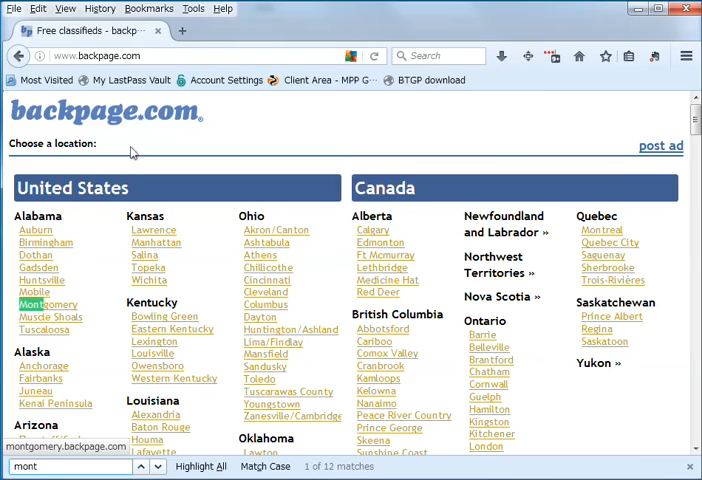 File Edit View History Bookmarks Tools Help
Free classifieds - backp...
www.backpage.com
Search
Most Visited My LastPass Vault Account Settings Client Area - MPP G... BTGP download
backpage.com
Choose a location:
post ad
United States
Alabama
Auburn
Birmingham
Dothan
Gadsden
Huntsville
Mobile
Montgomery
Muscle Shoals
Tuscaloosa
Alaska
Anchorage
Fairbanks
Juneau
Kenai Peninsula
Arizona
Kansas
Lawrence
Manhattan
Salina
Topeka
Wichita
Kentucky
Bowling Green
Eastern Kentucky
Lexington
Louisville
Owensboro
Western Kentucky
Louisiana
Alexandria
Baton Rouge
Houma
Lafayette
Ohio
Akron/Canton
Ashtabula
Athens
Chillicothe
Cincinnati
Cleveland
Columbus
Dayton
Huntington/Ashland
Lima/Findlay
Mansfield
Sandusky
Toledo
Tuscarawas County
Youngstown
Zanesville/Cambridge
Oklahoma
Lawton
Canada
Alberta
Calgary
Edmonton
Ft Mcmurray
Lethbridge
Medicine Hat
Red Deer
British Columbia
Abbotsford
Cariboo
Comox Valley
Cranbrook
Kamloops
Kelowna
Nanaimo
Peace River Country
Prince George
Skeena
Sunshine Coast
Newfoundland
and Labrador »
Northwest
Territories »
Nova Scotia »
Ontario
Barrie
Belleville
Brantford
Chatham
Cornwall
Guelph
Hamilton
Kingston
Kitchener
London
Quebec
Montreal
Quebec City
Saguenay
Sherbrooke
Trois-Rivières
Saskatchewan
Prince Albert
Regina
Saskatoon
Yukon »
montgomery.backpage.com
mont
Highlight All Match Case 1 of 12 matches